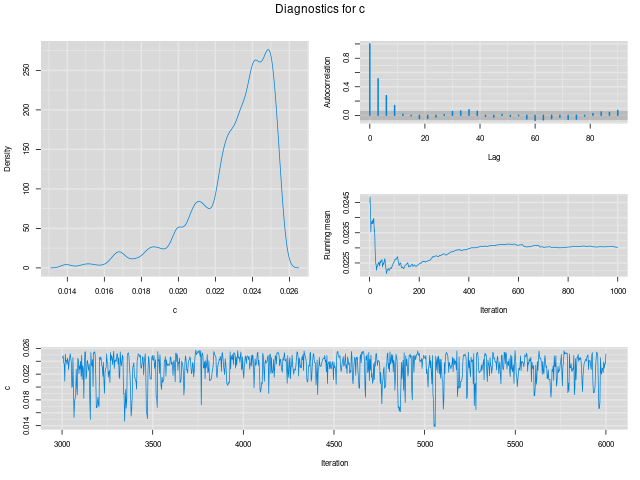 Diagnostics for c
Density
0 50 100 150 200 250
0.014 0.016 0.018 0.020 0.022 0.024 0.026
c
Autocorrelation
0.0 0.4 0.8
0 20 40 60 80
Lag
Running mean
0.0225 0.0235 0.0245
0 200 400 600 800 1000
Iteration
c
0.014 0.018 0.022 0.026
3000 3500 4000 4500 5000 5500 6000
Iteration